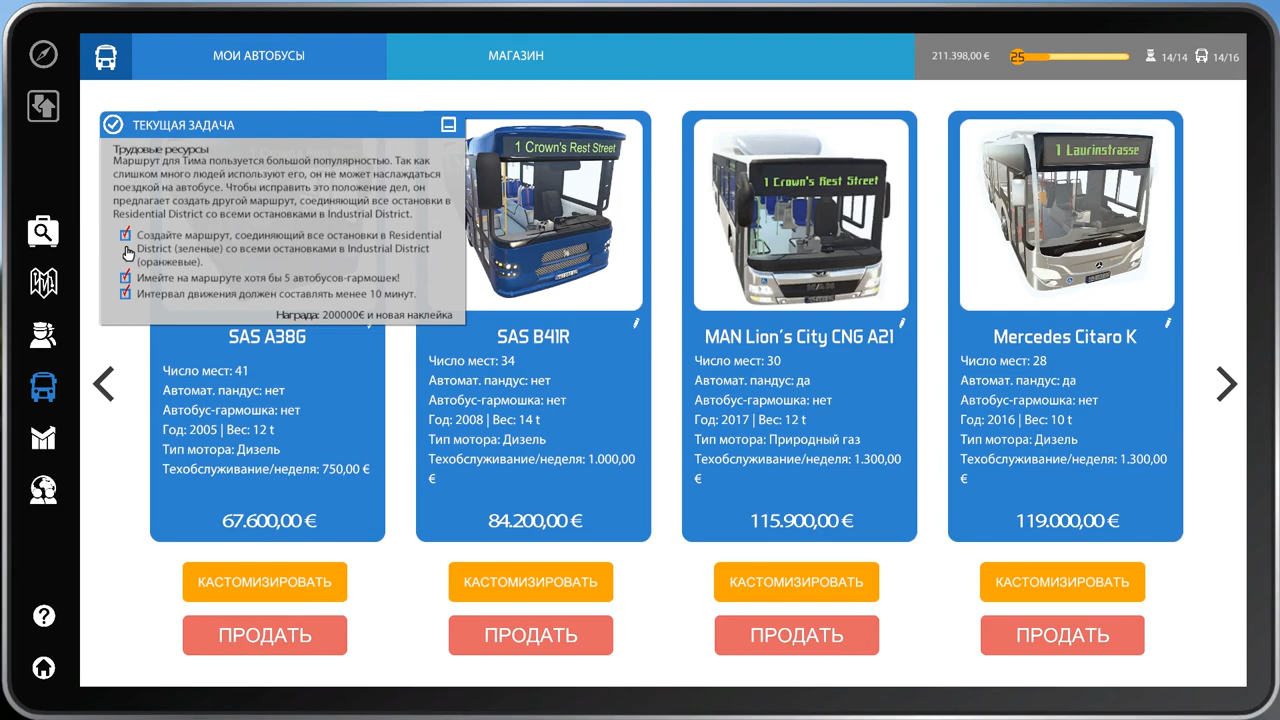 МОИ АВТОБУСЫ
МАГАЗИН
211.398,00 €
25
14/14
14/16
ТЕКУЩАЯ ЗАДАЧА
Трудовые ресурсы
Маршрут для Тима пользуется большой популярностью. Так как
слишком много людей используют его, он не может наслаждаться
поездкой на автобусе. Чтобы исправить это положение дел, он
предлагает создать другой маршрут, соединяющий все остановки в
Residential District со всеми остановками в Industrial District.
Создайте маршрут, соединяющий все остановки в Residential
District (зеленые) со всеми остановками в Industrial District
(оранжевые).
Имейте на маршруте хотя бы 5 автобусов-гармошек!
Интервал движения должен составлять менее 10 минут.
Награда: 200000€ и новая наклейка
SAS A38G
Число мест: 41
Автомат. пандус: нет
Автобус-гармошка: нет
Год: 2005 | Вес: 12 t
Тип мотора: Дизель
Техобслуживание/неделя: 750,00 €
67.600,00 €
КАСТОМИЗИРОВАТЬ
ПРОДАТЬ
1 Crown's Rest Street
SAS B41R
Число мест: 34
Автомат. пандус: нет
Автобус-гармошка: нет
Год: 2008 | Вес: 14 t
Тип мотора: Дизель
Техобслуживание/неделя: 1.000,00
€
84.200,00 €
КАСТОМИЗИРОВАТЬ
ПРОДАТЬ
1 Crown's Rest Street
MAN
MAN Lion´s City CNG A21
Число мест: 30
Автомат. пандус: да
Автобус-гармошка: нет
Год: 2017 | Вес: 12 t
Тип мотора: Природный газ
Техобслуживание/неделя: 1.300,00
€
115.900,00 €
КАСТОМИЗИРОВАТЬ
ПРОДАТЬ
1 Laurinstrasse
Mercedes Citaro K
Число мест: 28
Автомат. пандус: да
Автобус-гармошка: нет
Год: 2016 | Вес: 10 t
Тип мотора: Дизель
Техобслуживание/неделя: 1.300,00
€
119.000,00 €
КАСТОМИЗИРОВАТЬ
ПРОДАТЬ